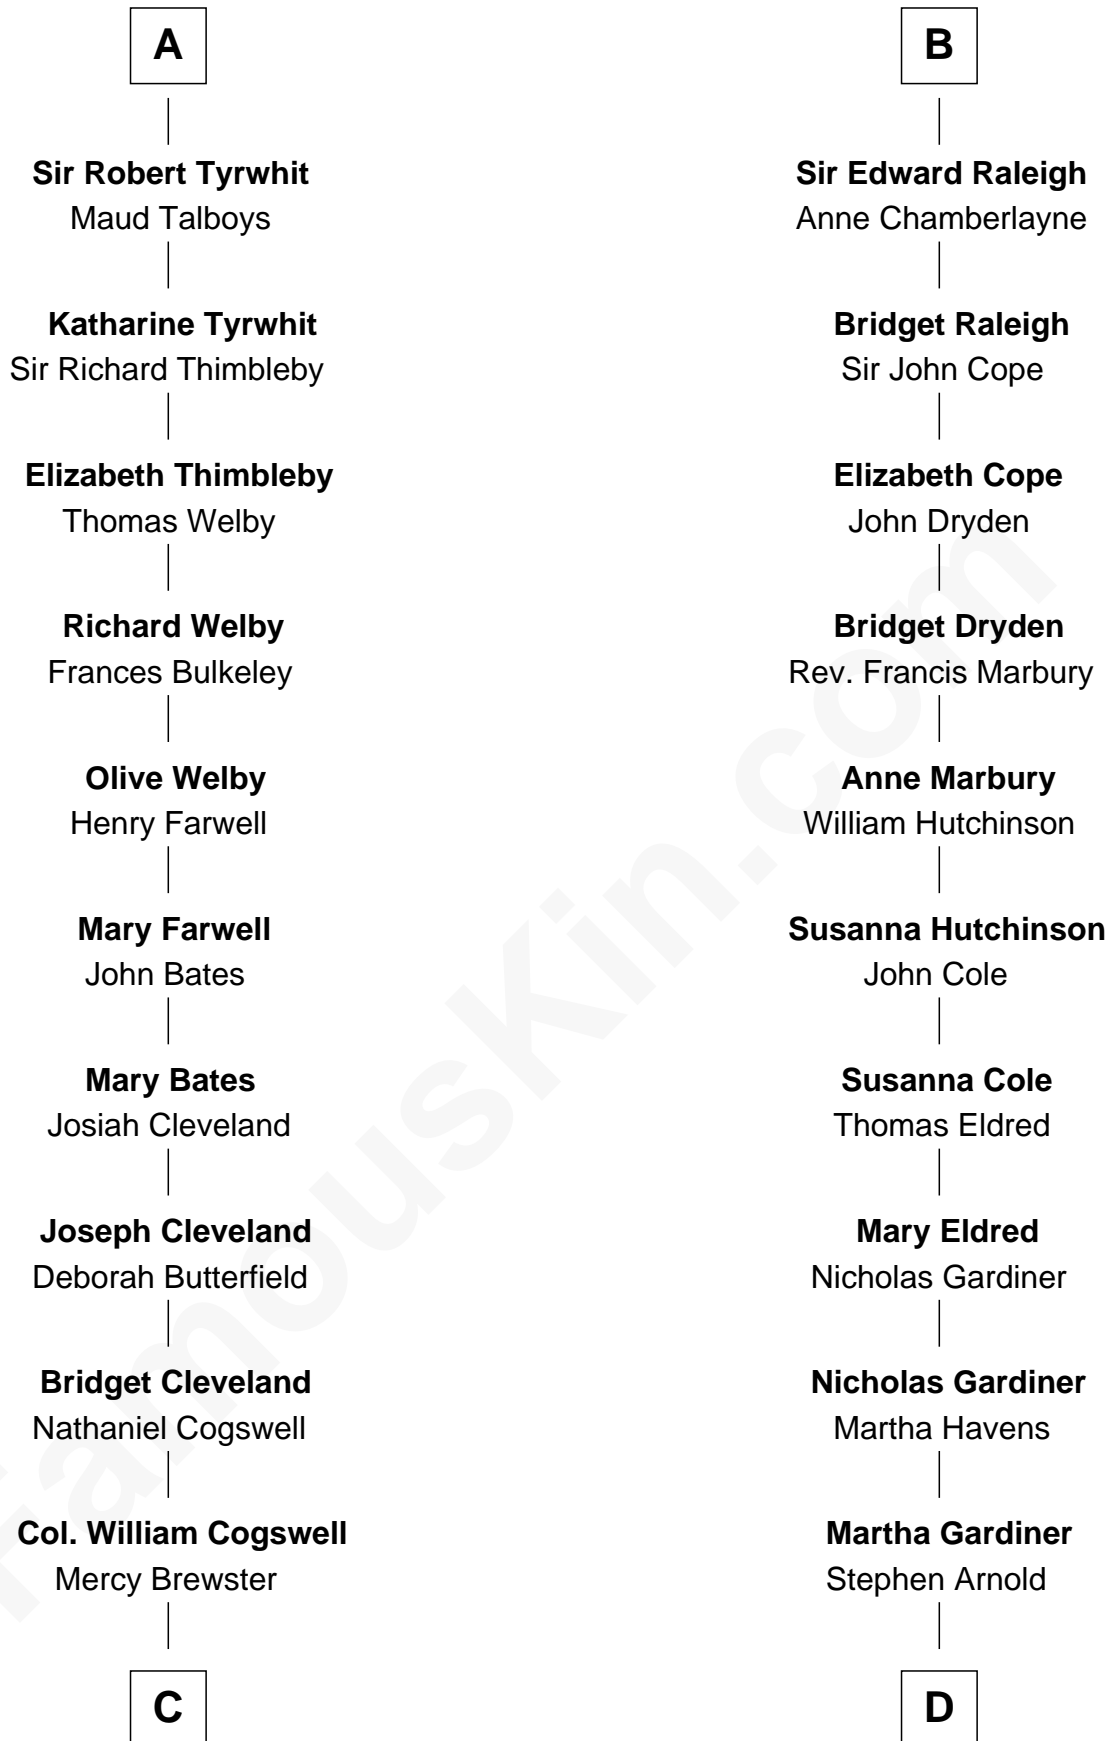 A
Sir Robert Tyrwhit
Maud Talboys
Katharine Tyrwhit
Sir Richard Thimbleby
Elizabeth Thimbleby
Thomas Welby
Richard Welby
Frances Bulkeley
Olive Welby
Henry Farwell
Mary Farwell
John Bates
Mary Bates
Josiah Cleveland
Joseph Cleveland
Deborah Butterfield
Bridget Cleveland
Nathaniel Cogswell
Col. William Cogswell
Mercy Brewster
C
B
Sir Edward Raleigh
Anne Chamberlayne
Bridget Raleigh
Sir John Cope
Elizabeth Cope
John Dryden
Bridget Dryden
Rev. Francis Marbury
Anne Marbury
William Hutchinson
Susanna Hutchinson
John Cole
Susanna Cole
Thomas Eldred
Mary Eldred
Nicholas Gardiner
Nicholas Gardiner
Martha Havens
Martha Gardiner
Stephen Arnold
D
FamousKin.com